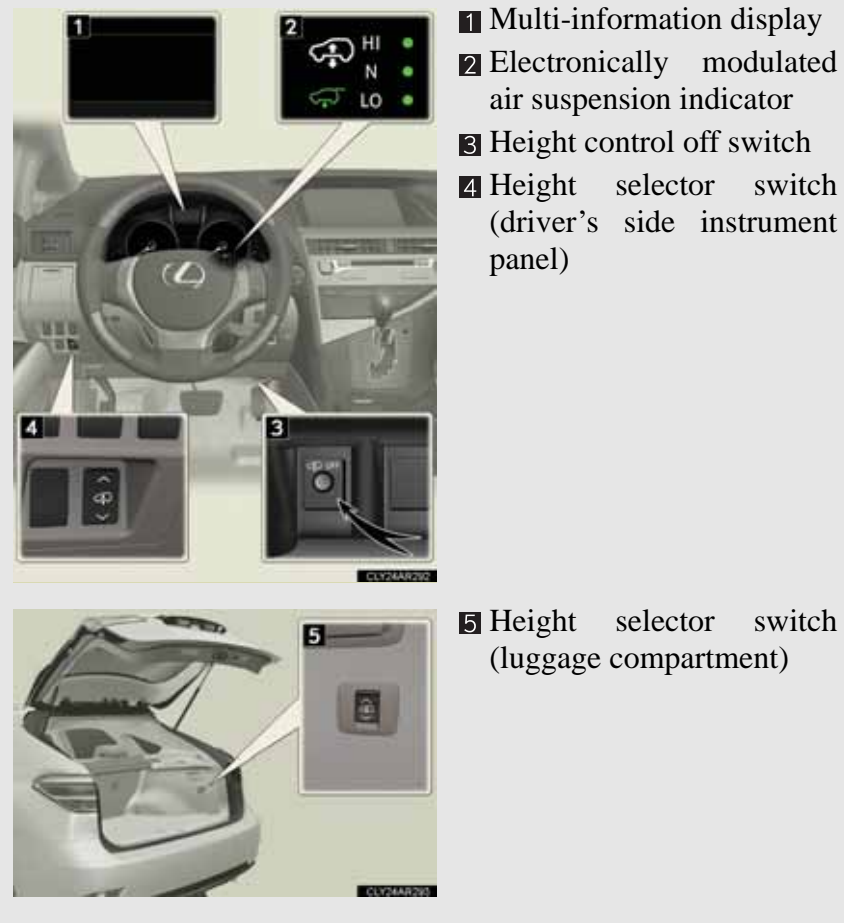 1 Multi-information display
2 Electronically modulated
air suspension indicator
3 Height control off switch
4 Height selector switch
(driver’s side instrument
panel)
1
2
HI
N
LO
4
3
OFF
CLY24AR292
5 Height selector switch
(luggage compartment)
5
CLY24AR293